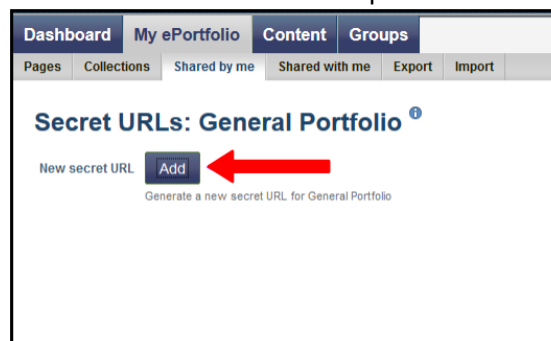 Dashboard My ePortfolio Content Groups
Pages Collections Shared by me Shared with me Export Import
Secret URLs: General Portfolio
New secret URL Add
Generate a new secret URL for General Portfolio